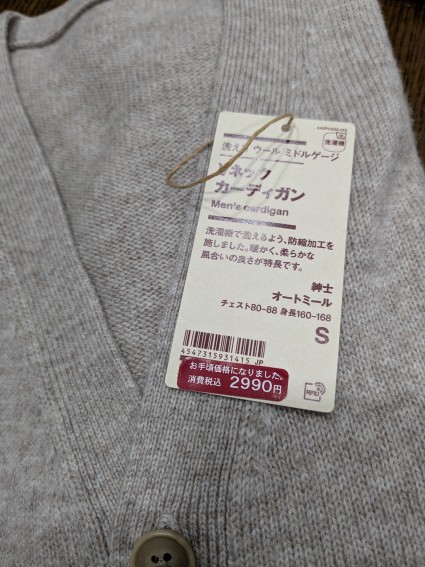 洗濯機
洗える ウール ミドルゲージ
Vネック
カーディガン
Men's cardigan
洗濯機で洗えるよう、防縮加工を
施しました。暖かく、柔らかな
風合いの良さが特長です。
紳士
オートミール
チェスト80-88 身長160-168
S
4547315931415 JP
お手頃価格になりました。
消費税込 2990円